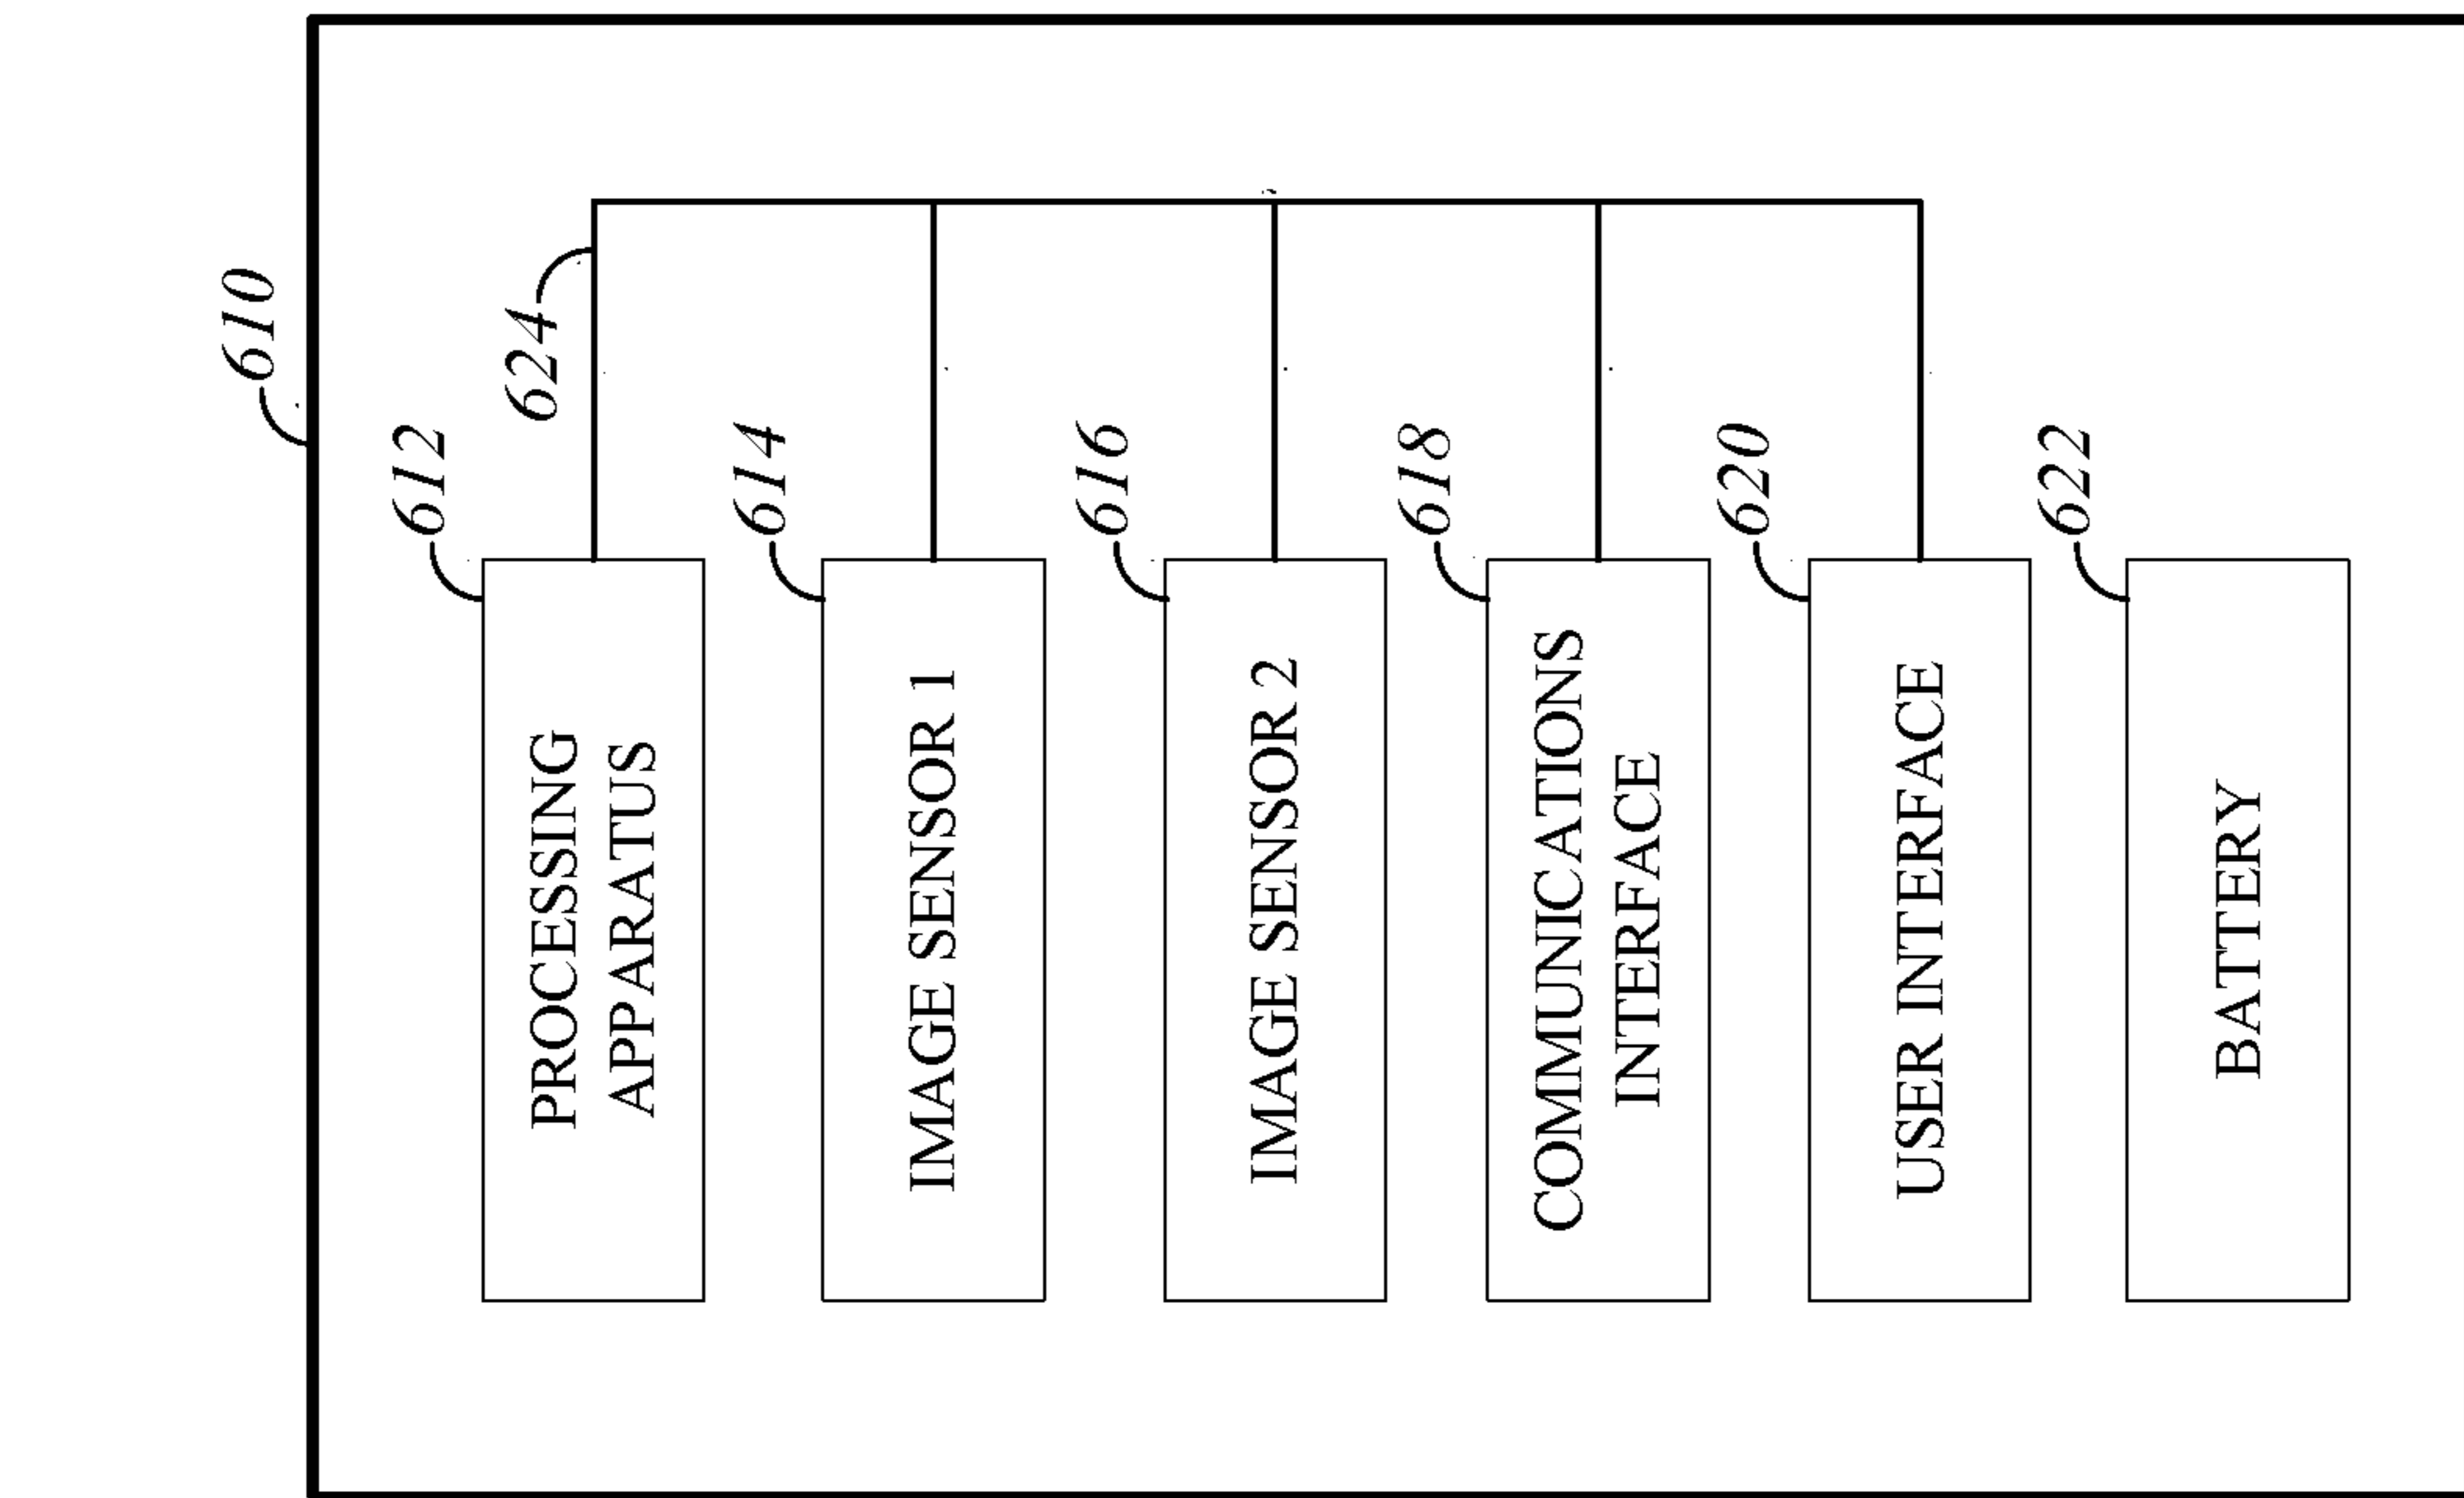 610
624
612
PROCESSING
APPARATUS
614
IMAGE SENSOR 1
616
IMAGE SENSOR 2
618
COMMUNICATIONS
INTERFACE
620
USER INTERFACE
622
BATTERY